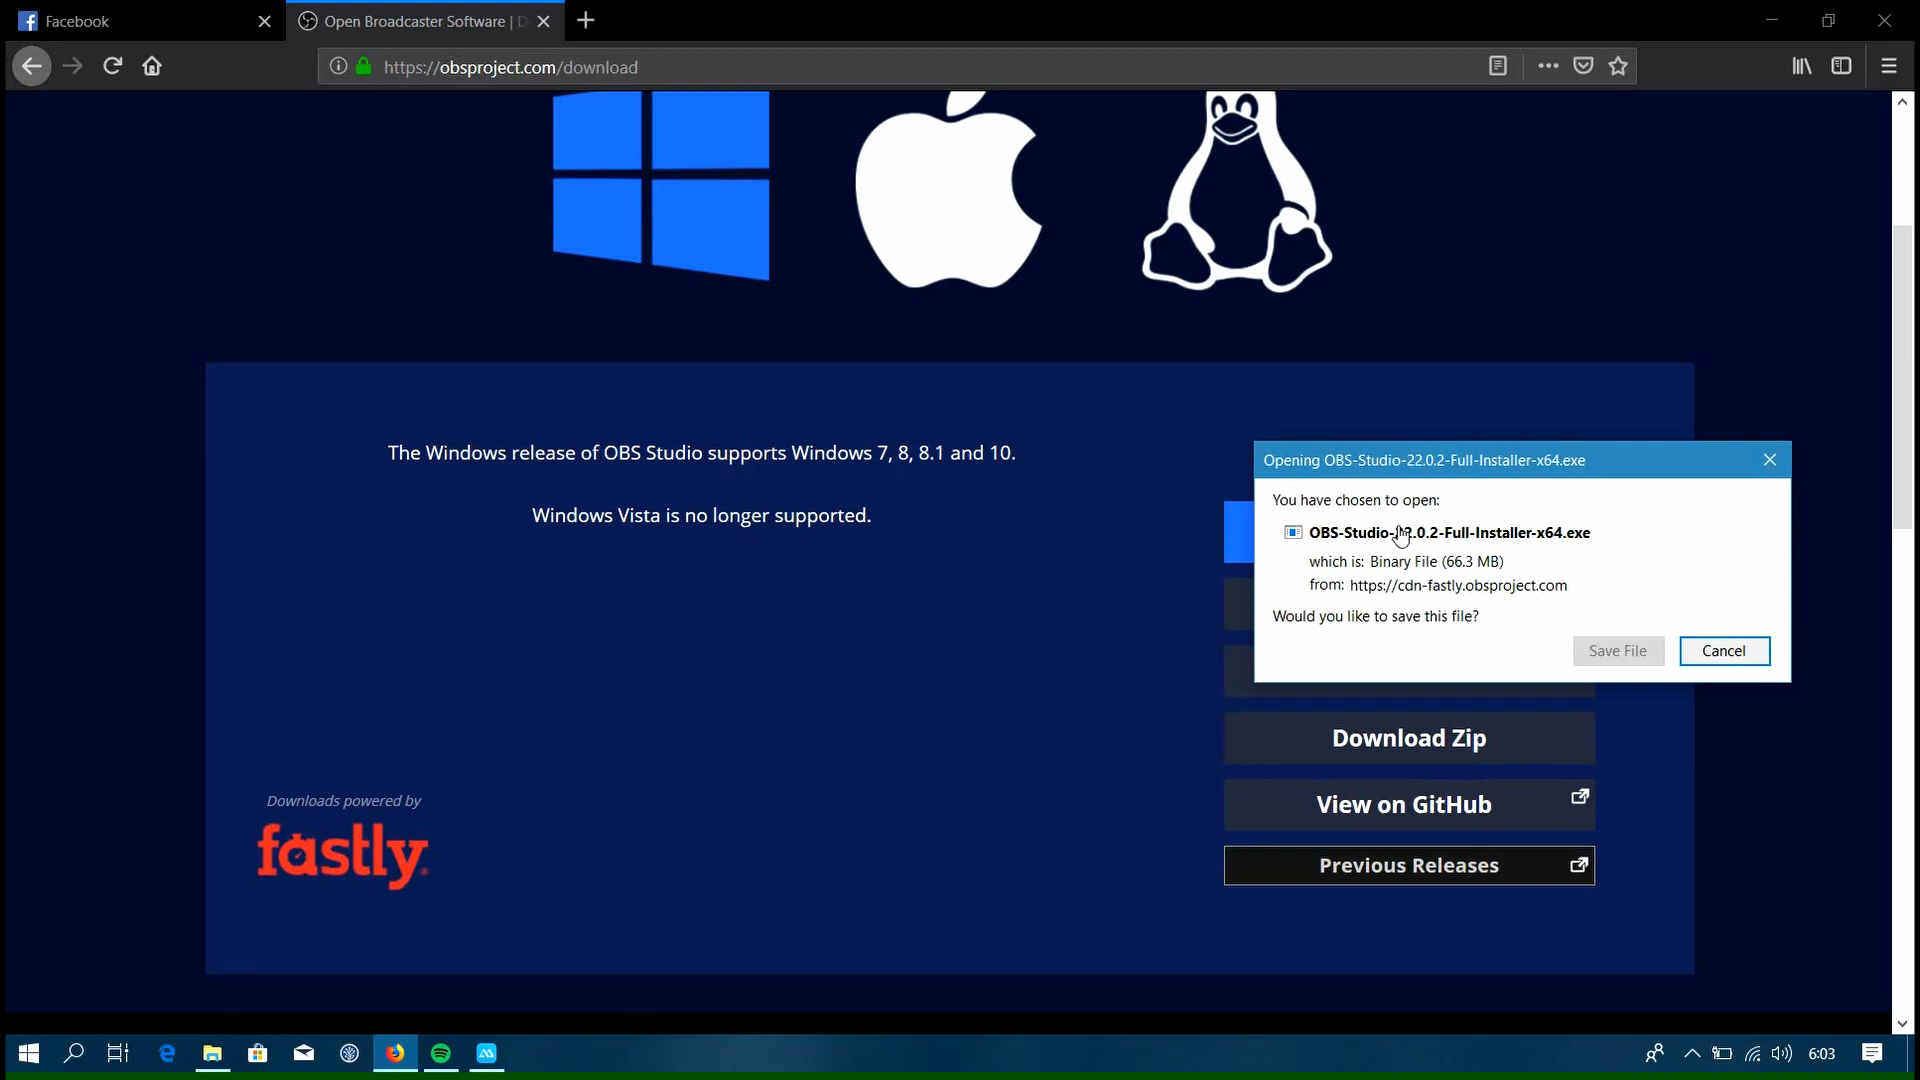 Facebook
Open Broadcaster Software | D
https://obsproject.com/download
The Windows release of OBS Studio supports Windows 7, 8, 8.1 and 10.
Windows Vista is no longer supported.
Opening OBS-Studio-22.0.2-Full-Installer-x64.exe
You have chosen to open:
OBS-Studio-22.0.2-Full-Installer-x64.exe
which is: Binary File (66.3 MB)
from: https://cdn-fastly.obsproject.com
Would you like to save this file?
Save File
Cancel
Download Zip
View on GitHub
Previous Releases
Downloads powered by
fastly
6:03